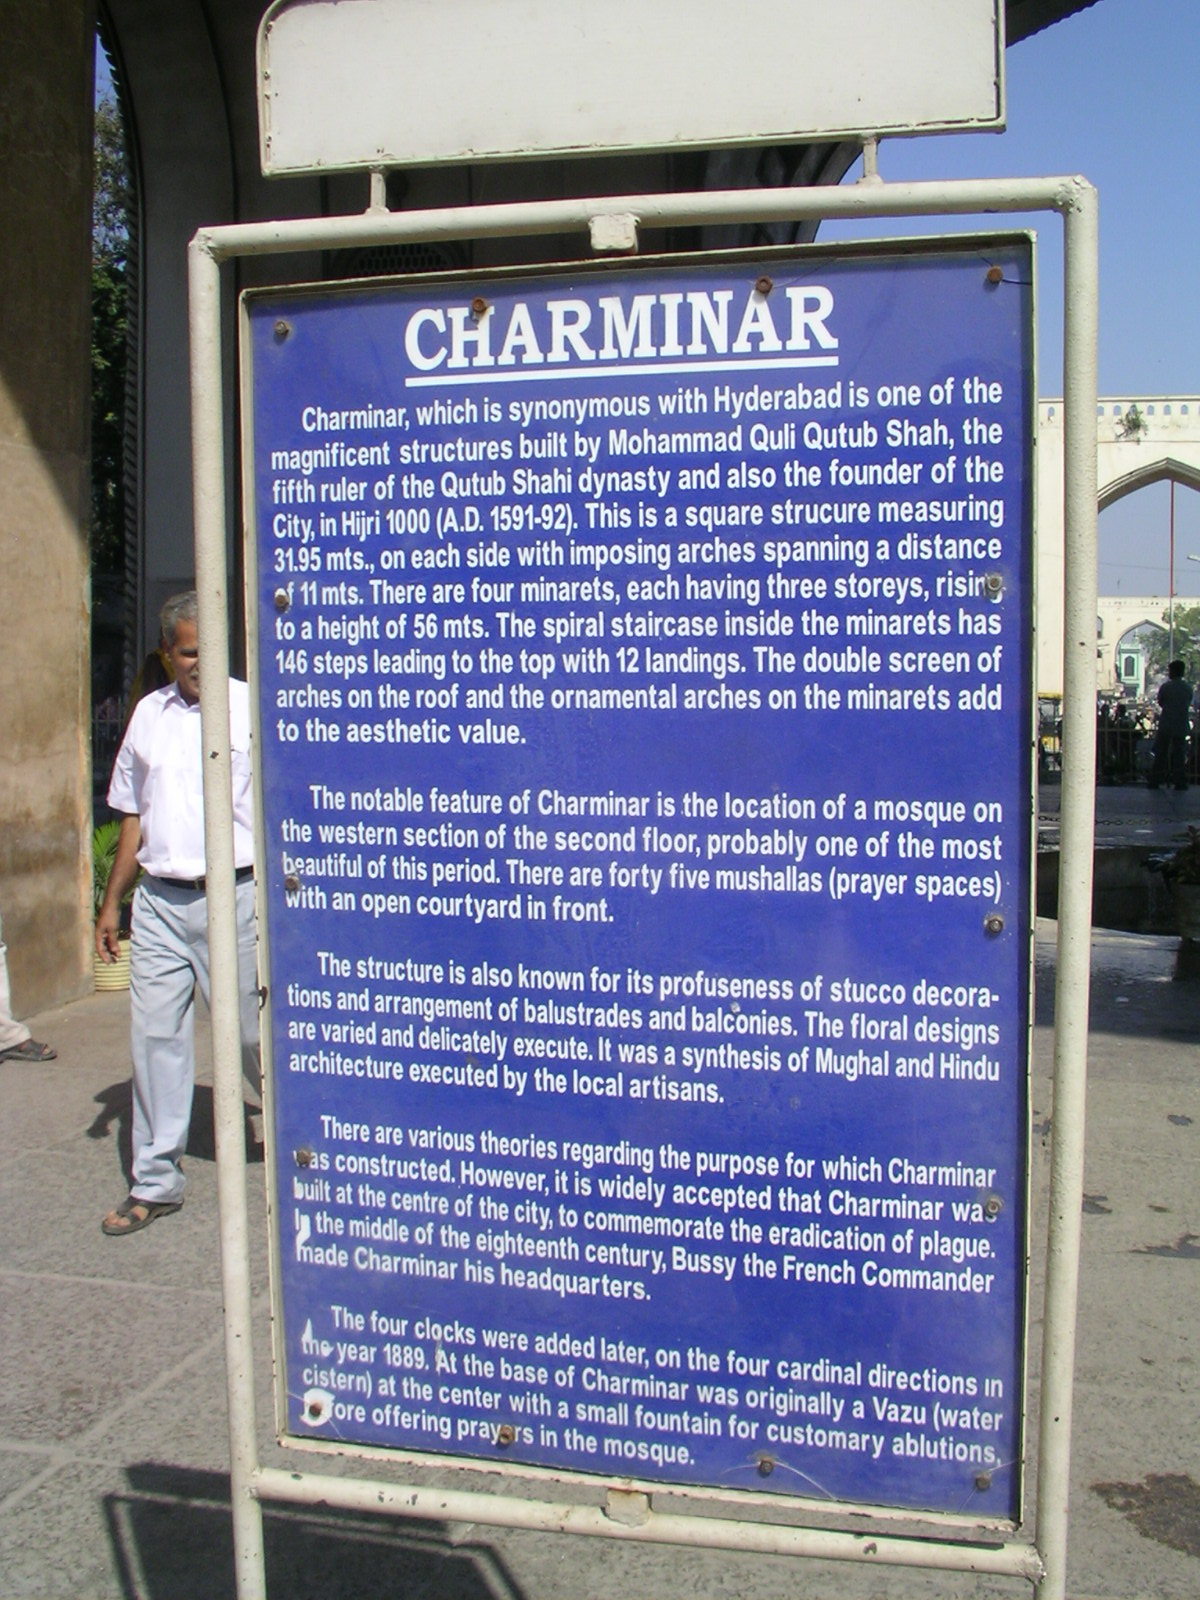 CHARMINAR
Charminar, which is synonymous with Hyderabad is one of the
magnificent structures built by Mohammad Quli Qutub Shah, the
fifth ruler of the Qutub Shahi dynasty and also the founder of the
City, in Hijri 1000 (A.D. 1591-92). This is a square strucure measuring
31.95 mts., on each side with imposing arches spanning a distance
of 11 mts. There are four minarets, each having three storeys, rising
to a height of 56 mts. The spiral staircase inside the minarets has
146 steps leading to the top with 12 landings. The double screen of
arches on the roof and the ornamental arches on the minarets add
to the aesthetic value.
The notable feature of Charminar is the location of a mosque on
the western section of the second floor, probably one of the most
beautiful of this period. There are forty five mushallas (prayer spaces)
with an open courtyard in front.
The structure is also known for its profuseness of stucco decora-
tions and arrangement of balustrades and balconies. The floral designs
are varied and delicately execute. It was a synthesis of Mughal and Hindu
architecture executed by the local artisans.
There are various theories regarding the purpose for which Charminar
was constructed. However, it is widely accepted that Charminar was
built at the centre of the city, to commemorate the eradication of plague.
In the middle of the eighteenth century, Bussy the French Commander
made Charminar his headquarters.
The four clocks were added later, on the four cardinal directions in
the year 1889. At the base of Charminar was originally a Vazu (water
cistern) at the center with a small fountain for customary ablutions,
before offering prayers in the mosque.